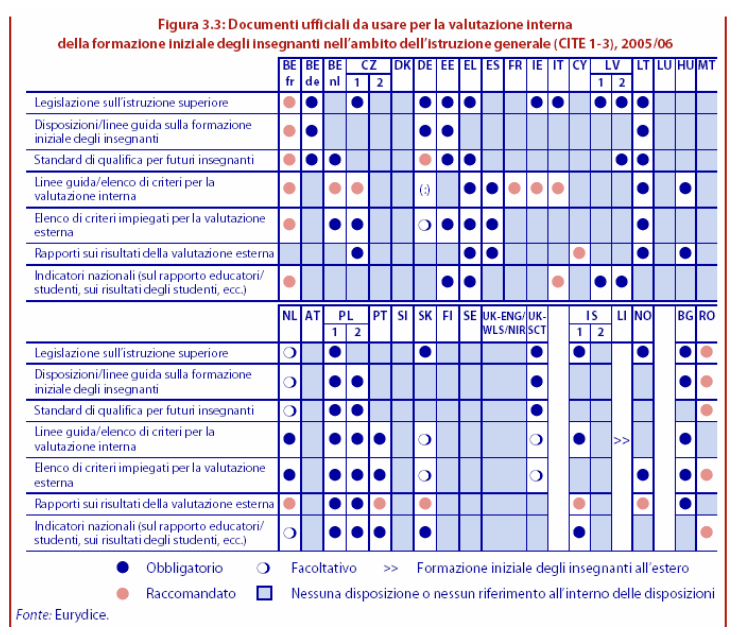 Figura 3.3: Documenti ufficiali da usare per la valutazione interna
della formazione iniziale degli insegnanti nell'ambito dell'istruzione generale (CITE 1-3), 2005/06
BE BE BE CZ DK DE EE EL ES FR IE IT CY LV LT LU HU MT
fr de nl 1 2 1 2
Legislazione sull'istruzione superiore
Disposizioni/linee guida sulla formazione
iniziale degli insegnanti
Standard di qualifica per futuri insegnanti
Linee guida/elenco di criteri per la
valutazione interna (:)
Elenco di criteri impiegati per la valutazione
esterna
Rapporti sui risultati della valutazione esterna
Indicatori nazionali (sul rapporto educatori/
studenti, sui risultati degli studenti, ecc.)
NL AT PL PT SI SK FI SE UK-ENG/ UK- IS LI NO BG RO
1 2 WLS/NIR SCT 1 2
Legislazione sull'istruzione superiore
Disposizioni/linee guida sulla formazione
iniziale degli insegnanti
Standard di qualifica per futuri insegnanti
Linee guida/elenco di criteri per la
valutazione interna >>
Elenco di criteri impiegati per la valutazione
esterna
Rapporti sui risultati della valutazione esterna
Indicatori nazionali (sul rapporto educatori/
studenti, sui risultati degli studenti, ecc.)
Obbligatorio Facoltativo >> Formazione iniziale degli insegnanti all'estero
Raccomandato Nessuna disposizione o nessun riferimento all'interno delle disposizioni
Fonte: Eurydice.